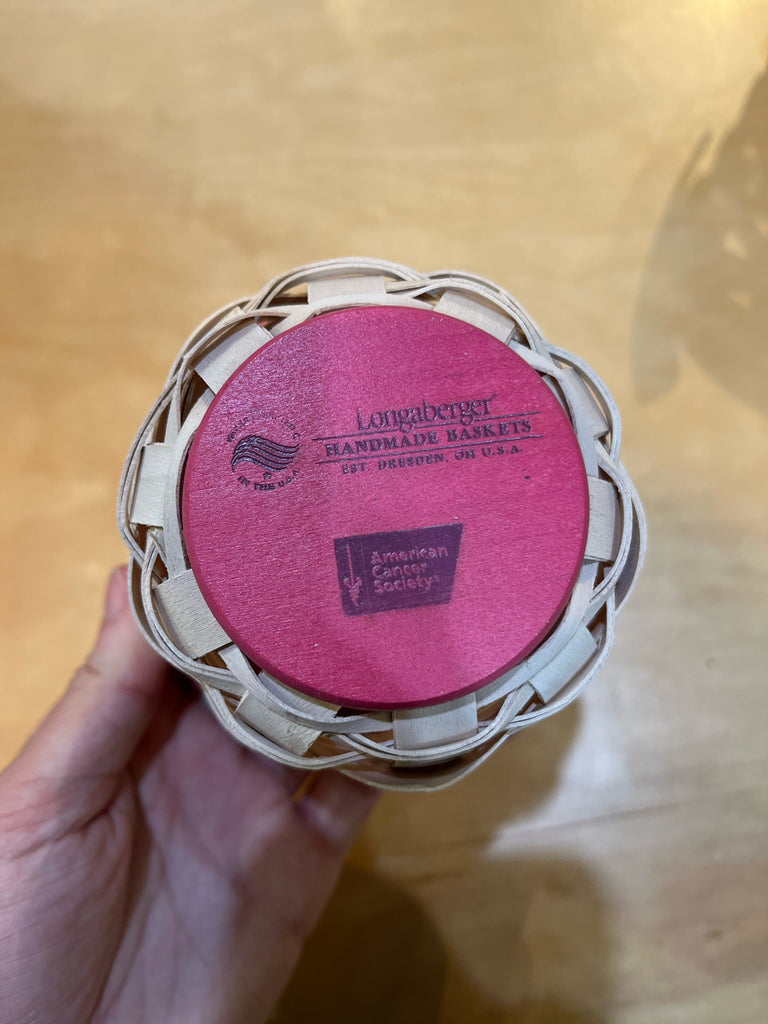 Longaberger®
HANDMADE BASKETS
EST. DRESDEN, OH U.S.A.
IN THE U.S.A.
American
Cancer
Society®